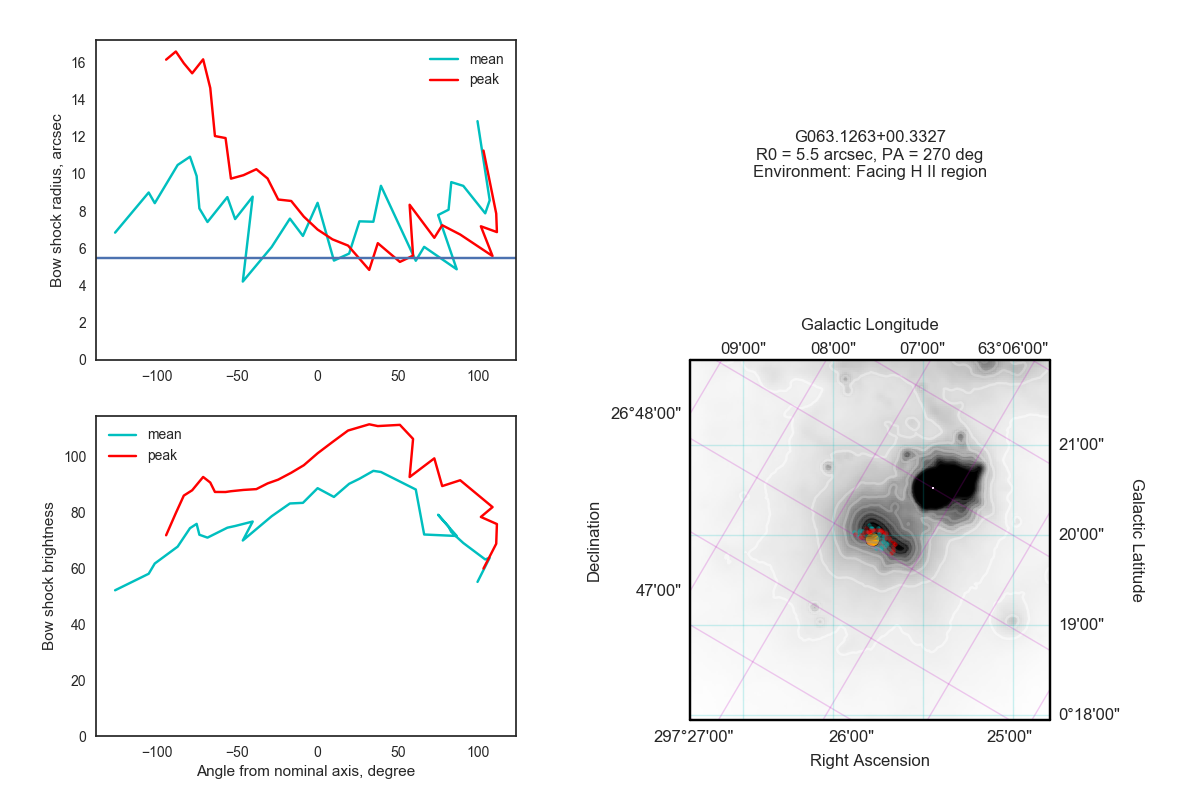 16
14
12
10
8
6
4
2
0
Bow shock radius, arcsec
mean
peak
−100
−50
0
50
100
G063.1263+00.3327
R0 = 5.5 arcsec, PA = 270 deg
Environment: Facing H II region
100
80
60
40
20
0
Bow shock brightness
mean
peak
−100
−50
0
50
100
Angle from nominal axis, degree
Galactic Longitude
09'00"
08'00"
07'00"
63°06'00"
26°48'00"
47'00"
Declination
21'00"
20'00"
19'00"
0°18'00"
Galactic Latitude
297°27'00"
26'00"
25'00"
Right Ascension